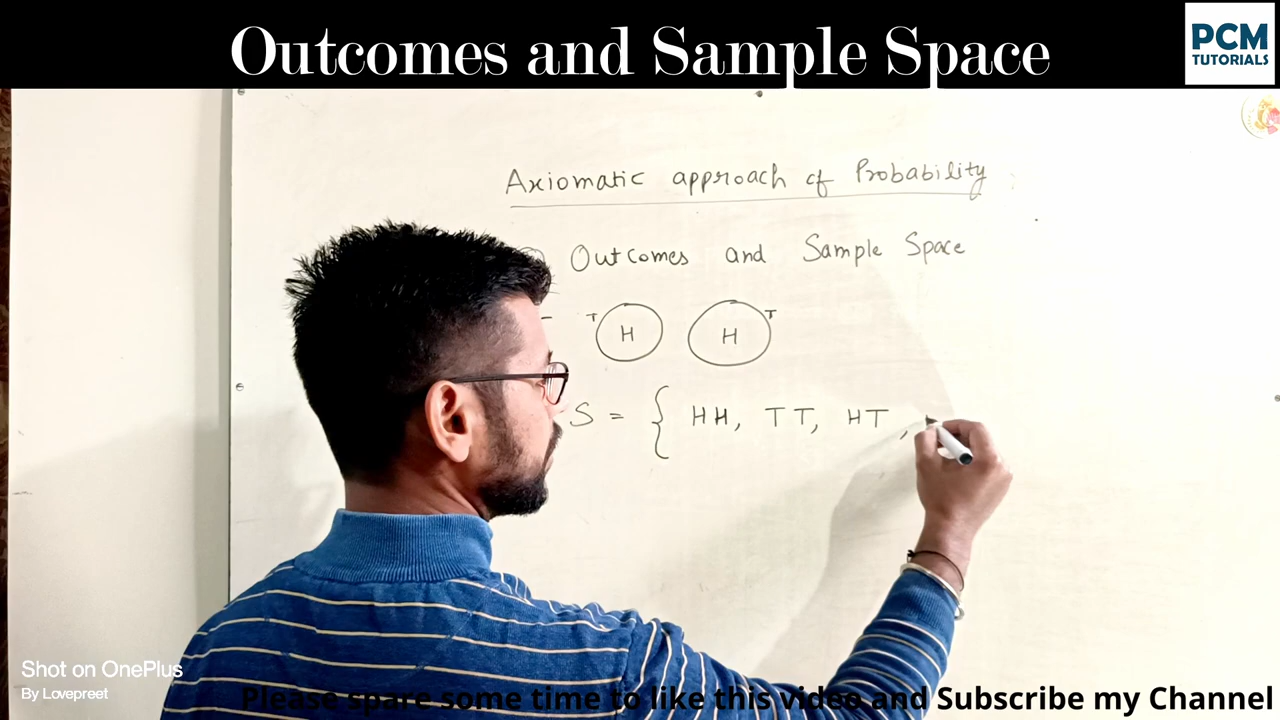 Outcomes and Sample Space
PCM
TUTORIALS
Axiomatic approach of Probability
Outcomes and Sample Space
T H H T
S = { HH, TT, HT,
Shot on OnePlus
By Lovepreet
Please spare some time to like this video and Subscribe my Channel